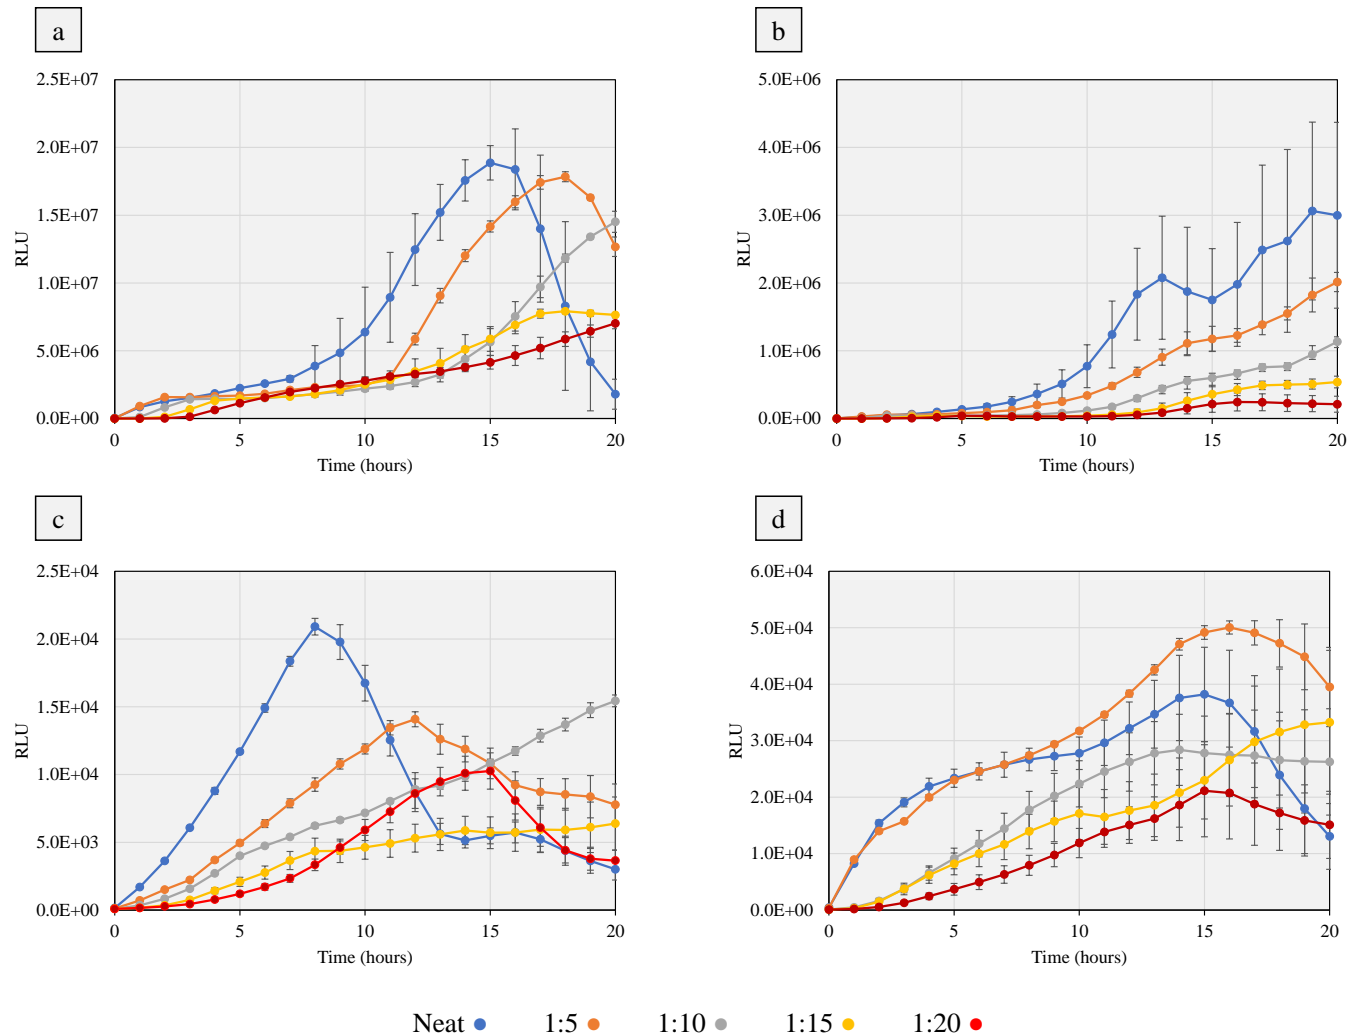 a
2.5E+07
2.0E+07
1.5E+07
1.0E+07
5.0E+06
0.0E+00
RLU
0 5 10 15 20
Time (hours)
b
5.0E+06
4.0E+06
3.0E+06
2.0E+06
1.0E+06
0.0E+00
RLU
0 5 10 15 20
Time (hours)
c
2.5E+04
2.0E+04
1.5E+04
1.0E+04
5.0E+03
0.0E+00
RLU
0 5 10 15 20
Time (hours)
d
6.0E+04
5.0E+04
4.0E+04
3.0E+04
2.0E+04
1.0E+04
0.0E+00
RLU
0 5 10 15 20
Time (hours)
Neat 1:5 1:10 1:15 1:20